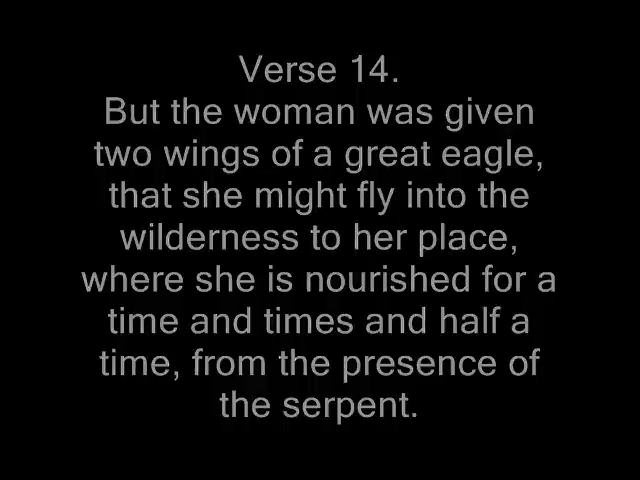 Verse 14.
But the woman was given
two wings of a great eagle,
that she might fly into the
wilderness to her place,
where she is nourished for a
time and times and half a
time, from the presence of
the serpent.